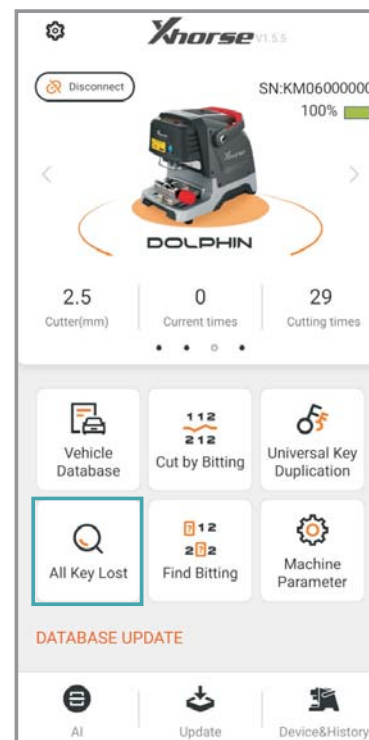 Xhorse V1.5.5
Disconnect
SN:KM06000000
100%
DOLPHIN
2.5
Cutter(mm)
0
Current times
29
Cutting times
Vehicle
Database
112
212
Cut by Bitting
Universal Key
Duplication
All Key Lost
?12
2?2
Find Bitting
Machine
Parameter
DATABASE UPDATE
AI
Update
Device&History